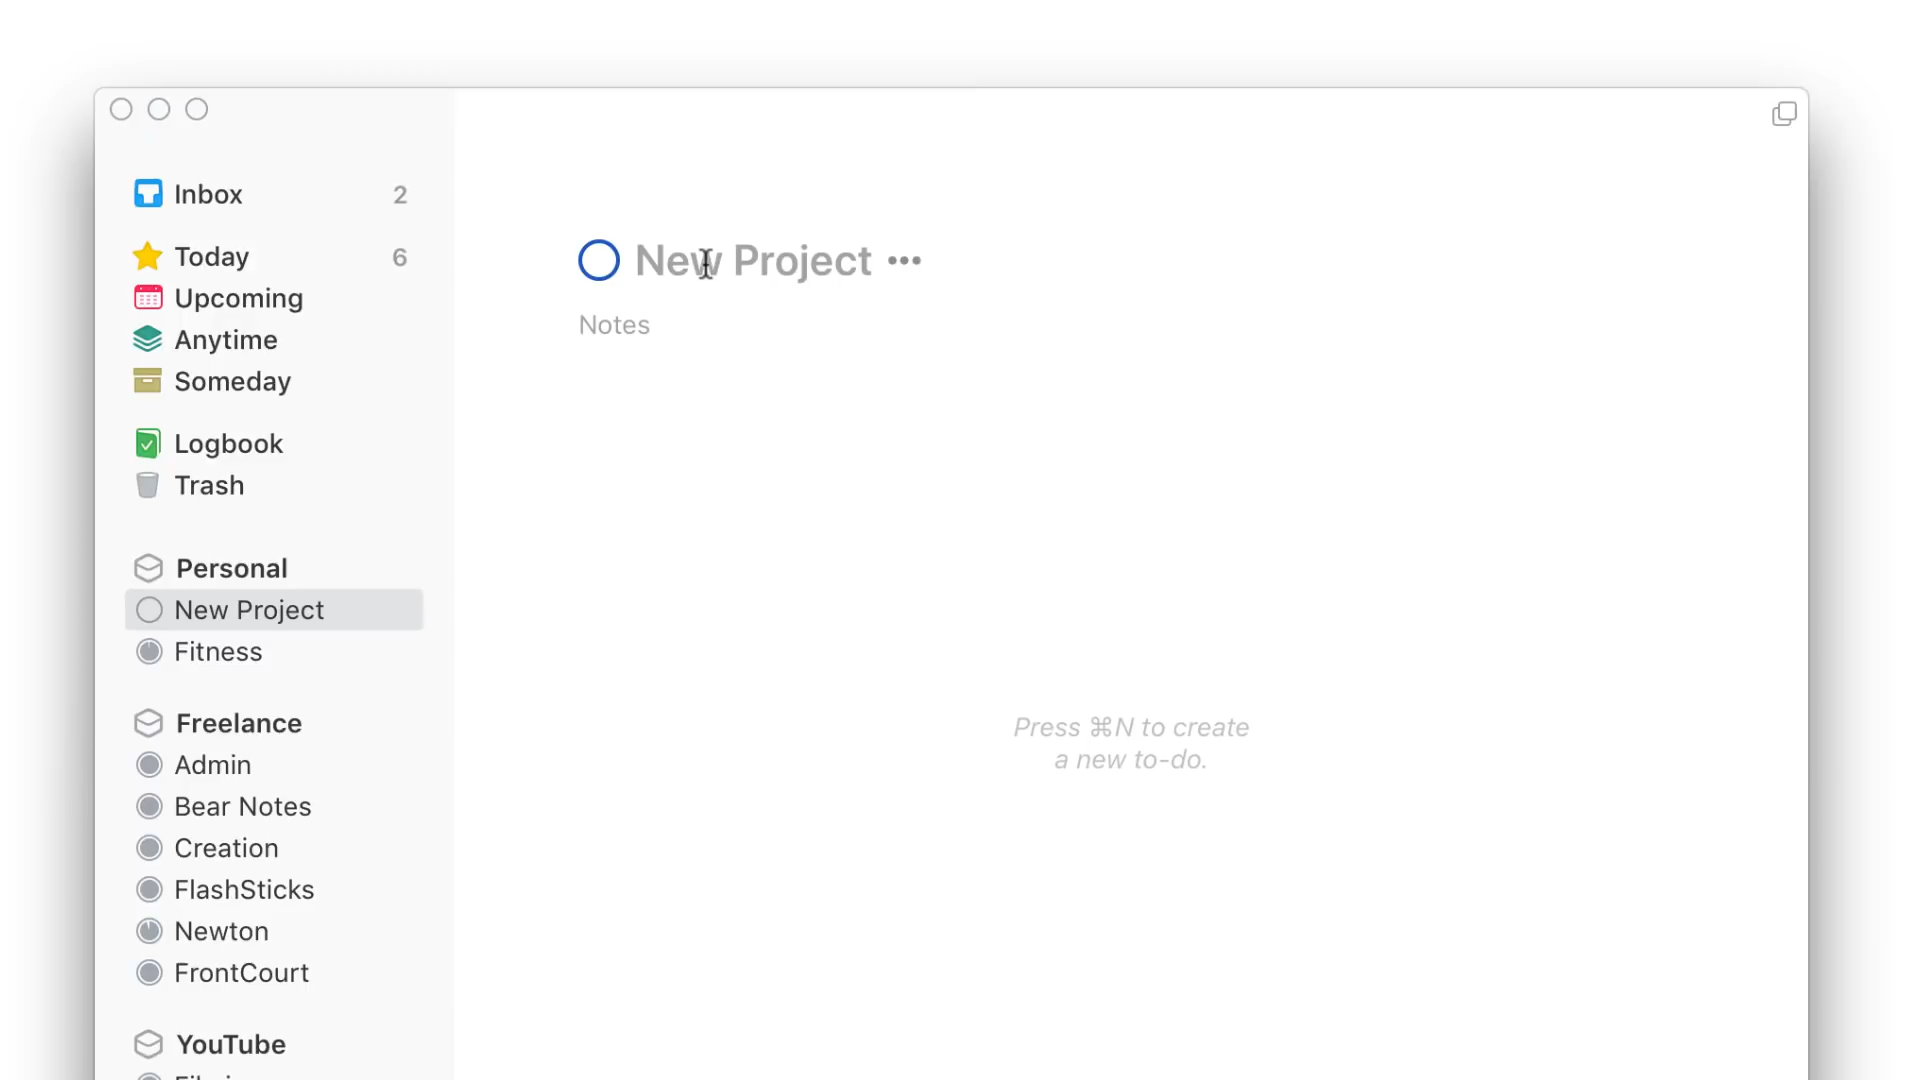 Inbox 2
Today 6
Upcoming
Anytime
Someday
Logbook
Trash
Personal
New Project
Fitness
Freelance
Admin
Bear Notes
Creation
FlashSticks
Newton
FrontCourt
YouTube
New Project •••
Notes
Press ⌘N to create
a new to-do.